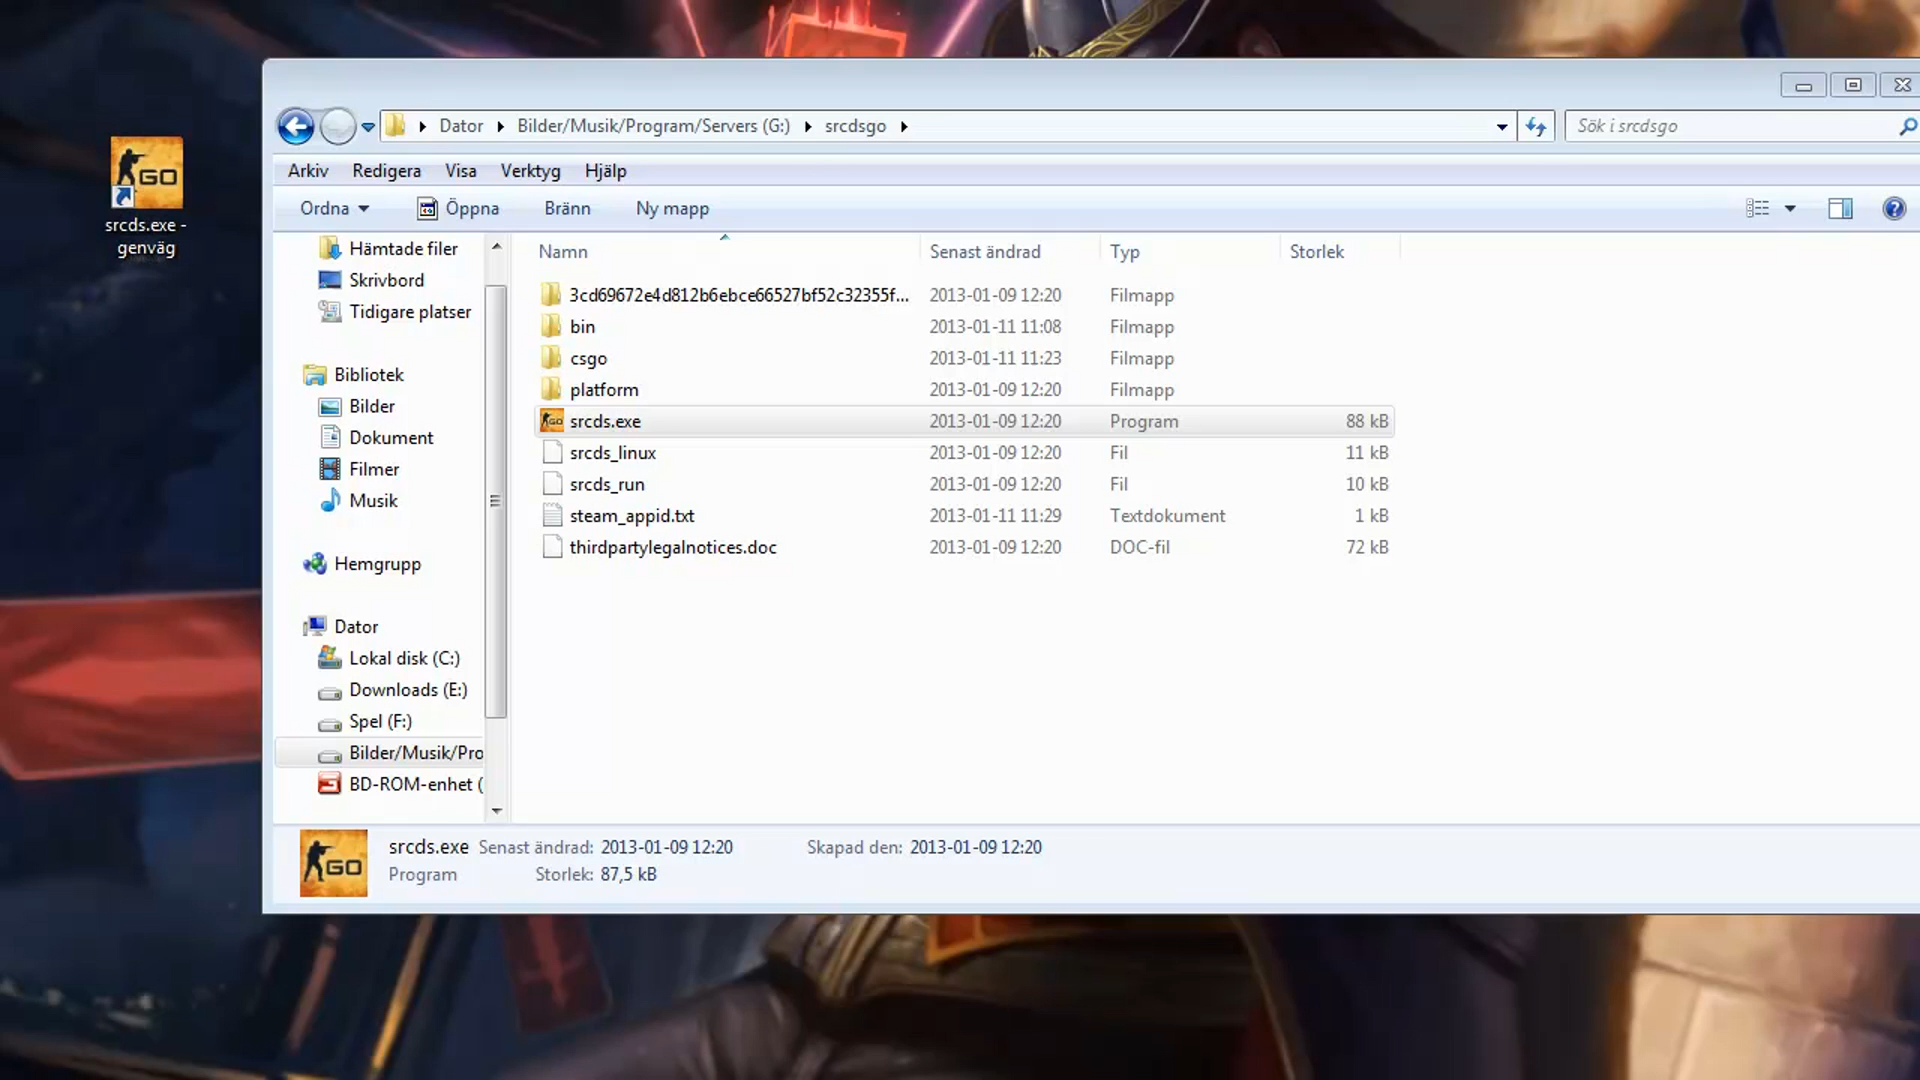 GO
srcds.exe -
genväg
Dator
Bilder/Musik/Program/Servers (G:)
srcdsgo
Sök i srcdsgo
Arkiv
Redigera
Visa
Verktyg
Hjälp
Ordna
Öppna
Bränn
Ny mapp
Hämtade filer
Skrivbord
Tidigare platser
Bibliotek
Bilder
Dokument
Filmer
Musik
Hemgrupp
Dator
Lokal disk (C:)
Downloads (E:)
Spel (F:)
Bilder/Musik/Pro
BD-ROM-enhet (
Namn Senast ändrad Typ Storlek
3cd69672e4d812b6ebce66527bf52c32355f... 2013-01-09 12:20 Filmapp
bin 2013-01-11 11:08 Filmapp
csgo 2013-01-11 11:23 Filmapp
platform 2013-01-09 12:20 Filmapp
GO srcds.exe 2013-01-09 12:20 Program 88 kB
srcds_linux 2013-01-09 12:20 Fil 11 kB
srcds_run 2013-01-09 12:20 Fil 10 kB
steam_appid.txt 2013-01-11 11:29 Textdokument 1 kB
thirdpartylegalnotices.doc 2013-01-09 12:20 DOC-fil 72 kB
GO
srcds.exe Senast ändrad: 2013-01-09 12:20 Skapad den: 2013-01-09 12:20
Program Storlek: 87,5 kB